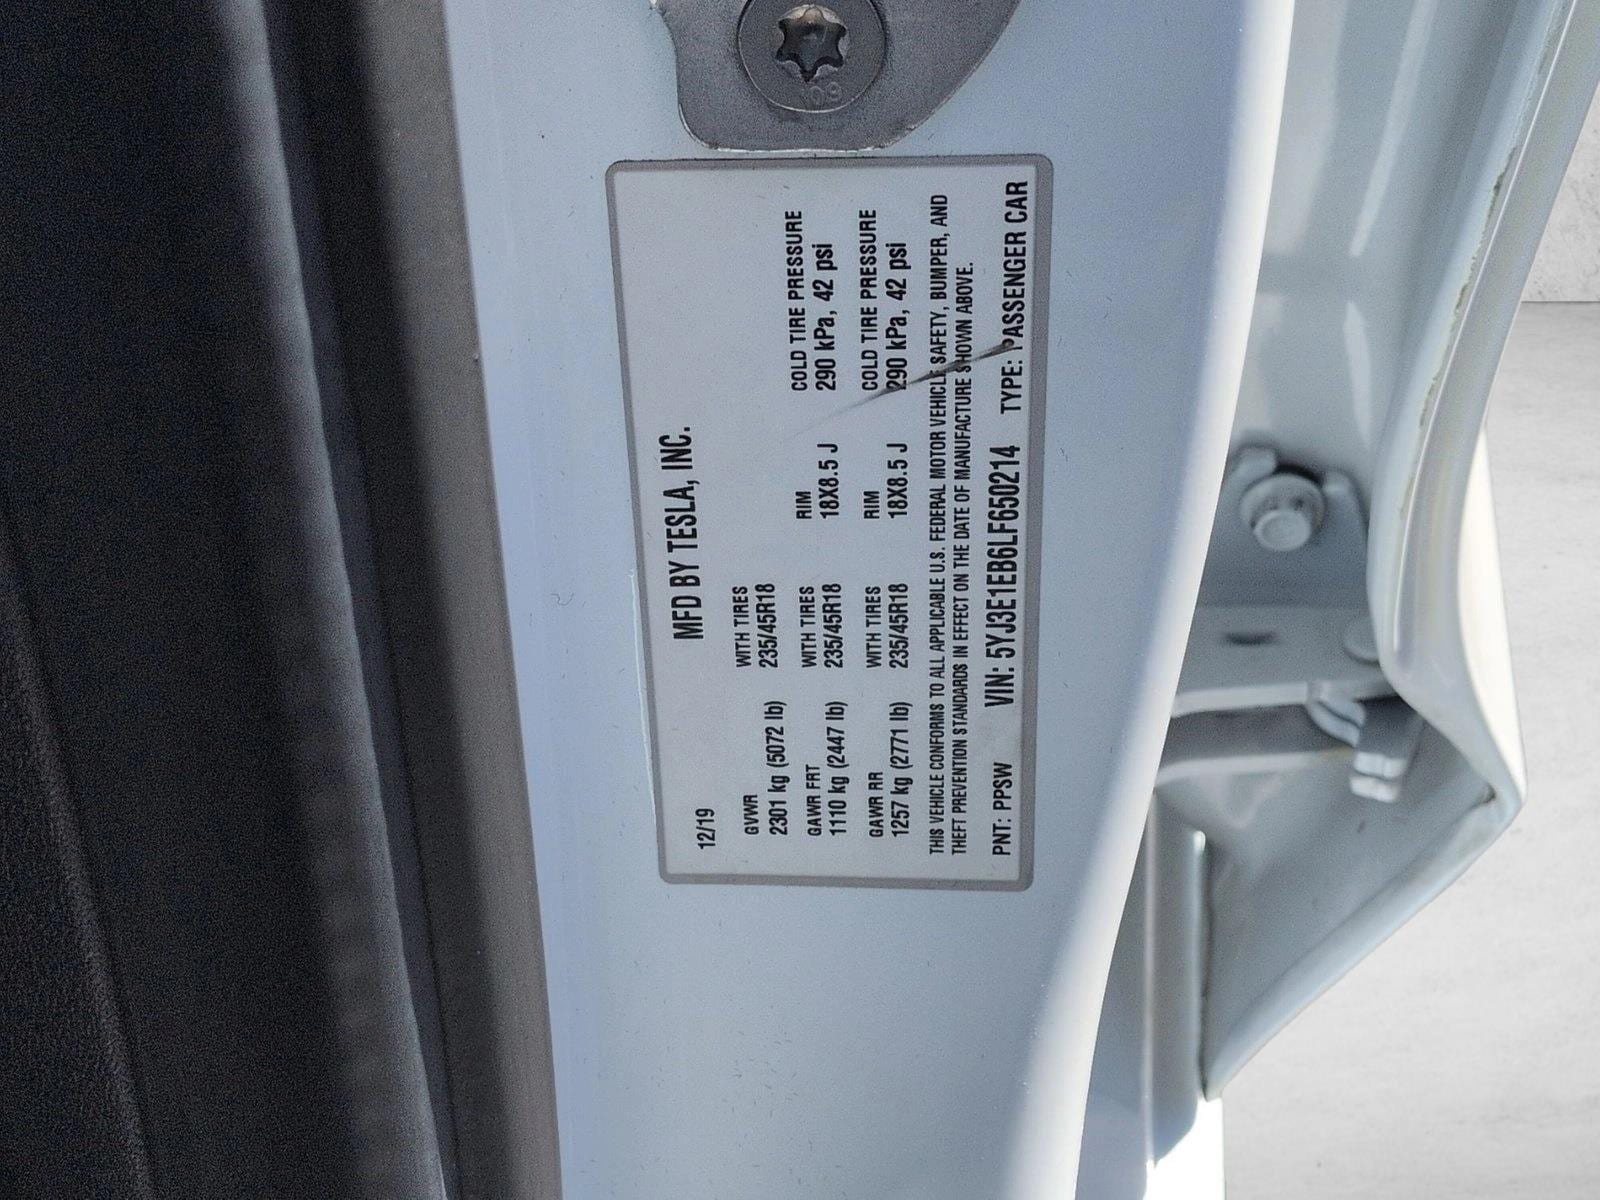 10.9
MFD BY TESLA, INC.
12/19
GVWR WITH TIRES
2301 kg (5072 lb) 235/45R18
GAWR FRT WITH TIRES RIM COLD TIRE PRESSURE
1110 kg (2447 lb) 235/45R18 18X8.5 J 290 kPa, 42 psi
GAWR RR WITH TIRES RIM COLD TIRE PRESSURE
1257 kg (2771 lb) 235/45R18 18X8.5 J 290 kPa, 42 psi
THIS VEHICLE CONFORMS TO ALL APPLICABLE U.S. FEDERAL MOTOR VEHICLE SAFETY, BUMPER, AND
THEFT PREVENTION STANDARDS IN EFFECT ON THE DATE OF MANUFACTURE SHOWN ABOVE.
PNT: PPSW VIN: 5YJ3E1EB6LF650214 TYPE: PASSENGER CAR